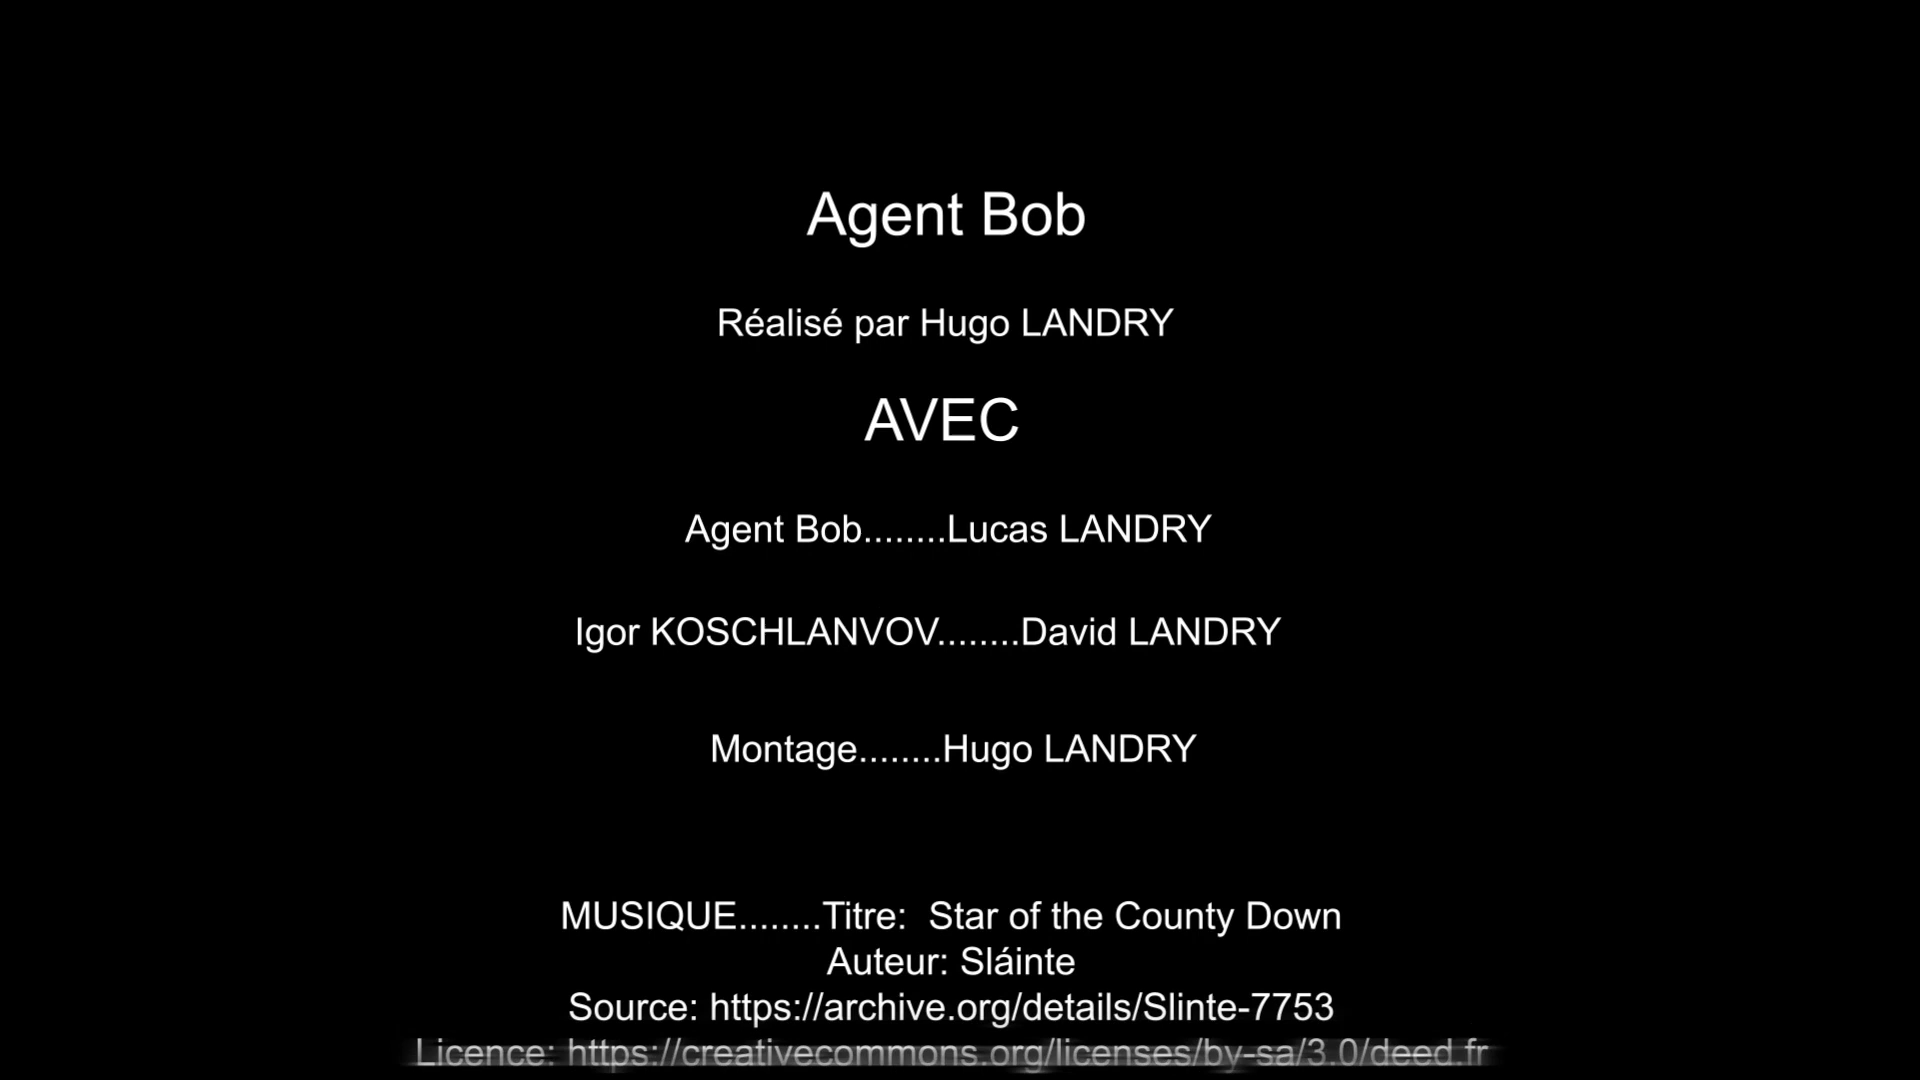 Agent Bob
Réalisé par Hugo LANDRY
AVEC
Agent Bob........Lucas LANDRY
Igor KOSCHLANVOV........David LANDRY
Montage........Hugo LANDRY
MUSIQUE........Titre:  Star of the County Down
Auteur: Sláinte
Source: https://archive.org/details/Slinte-7753
Licence: https://creativecommons.org/licenses/by-sa/3.0/deed.fr